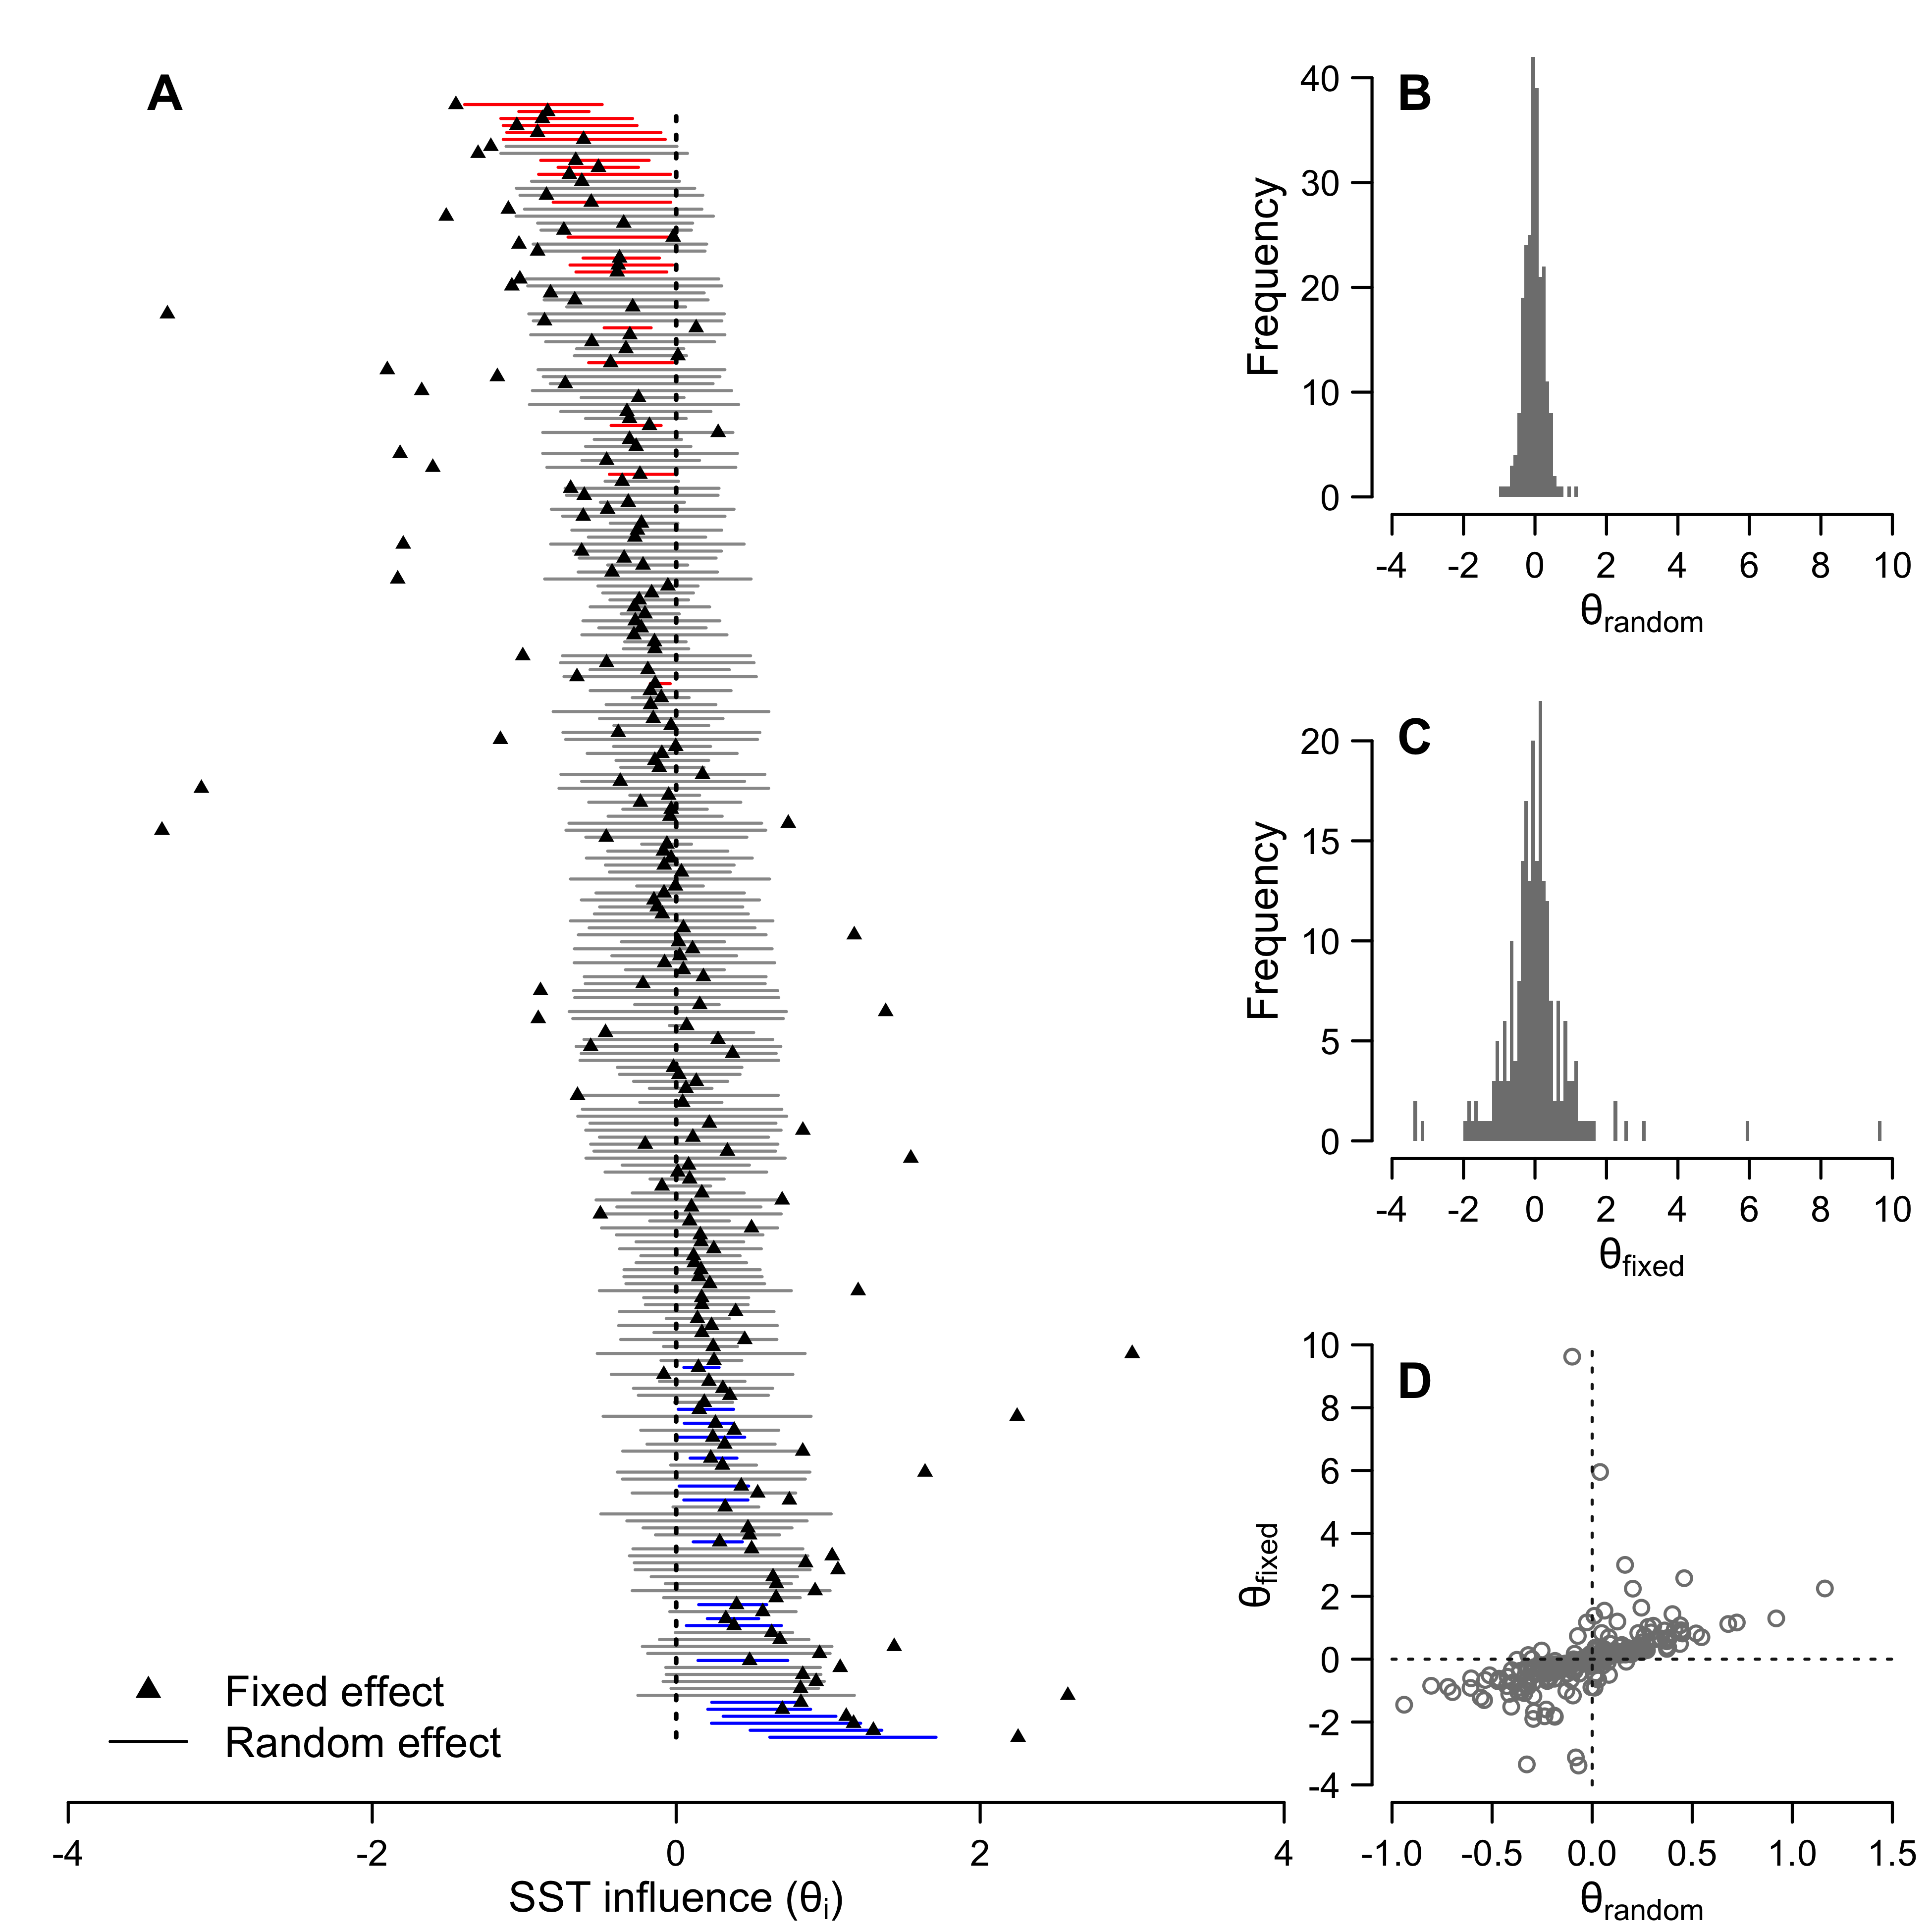 A
Fixed effect
Random effect
-4 -2 0 2 4
SST influence (θi)
B
Frequency
40
30
20
10
0
-4 -2 0 2 4 6 8 10
θrandom
C
Frequency
20
15
10
5
0
-4 -2 0 2 4 6 8 10
θfixed
D
θfixed
10
8
6
4
2
0
-2
-4
-1.0 -0.5 0.0 0.5 1.0 1.5
θrandom